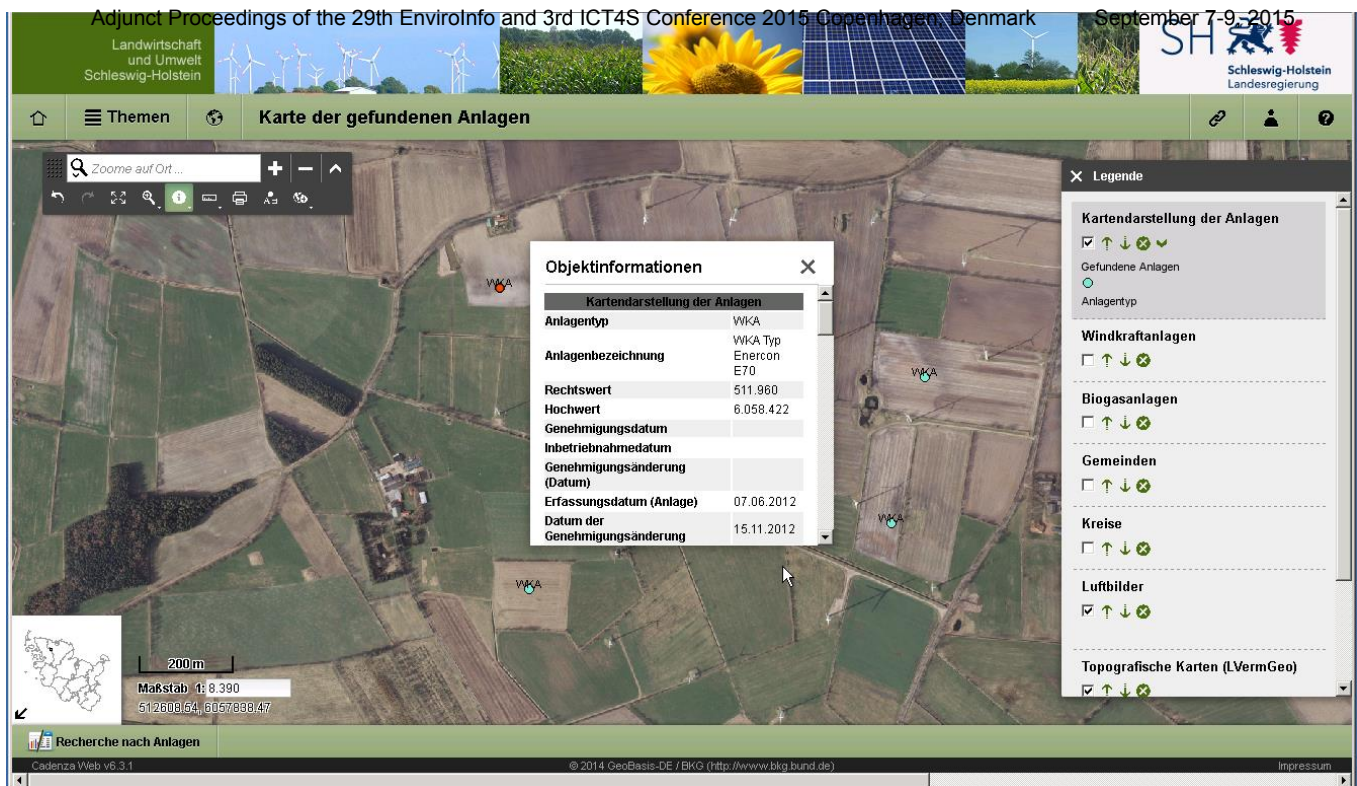 Adjunct Proceedings of the 29th EnviroInfo and 3rd ICT4S Conference 2015 Copenhagen, Denmark September 7-9, 2015
Landwirtschaft
und Umwelt
Schleswig-Holstein
SH
Schleswig-Holstein
Landesregierung
Themen
Karte der gefundenen Anlagen
Zoome auf Ort ...
Legende
Kartendarstellung der Anlagen
Gefundene Anlagen
Anlagentyp
Windkraftanlagen
Biogasanlagen
Gemeinden
Kreise
Luftbilder
Topografische Karten (LVermGeo)
Objektinformationen
Kartendarstellung der Anlagen
Anlagentyp WKA
Anlagenbezeichnung WKA Typ
Enercon
E70
Rechtswert 511.960
Hochwert 6.058.422
Genehmigungsdatum
Inbetriebnahmedatum
Genehmigungsänderung
(Datum)
Erfassungsdatum (Anlage) 07.06.2012
Datum der
Genehmigungsänderung 15.11.2012
WKA
WKA
WKA
WKA
200 m
Maßstab 1: 8.390
512608.54, 6057838.47
Recherche nach Anlagen
Cadenza Web v6.3.1
© 2014 GeoBasis-DE / BKG (http://www.bkg.bund.de)
Impressum